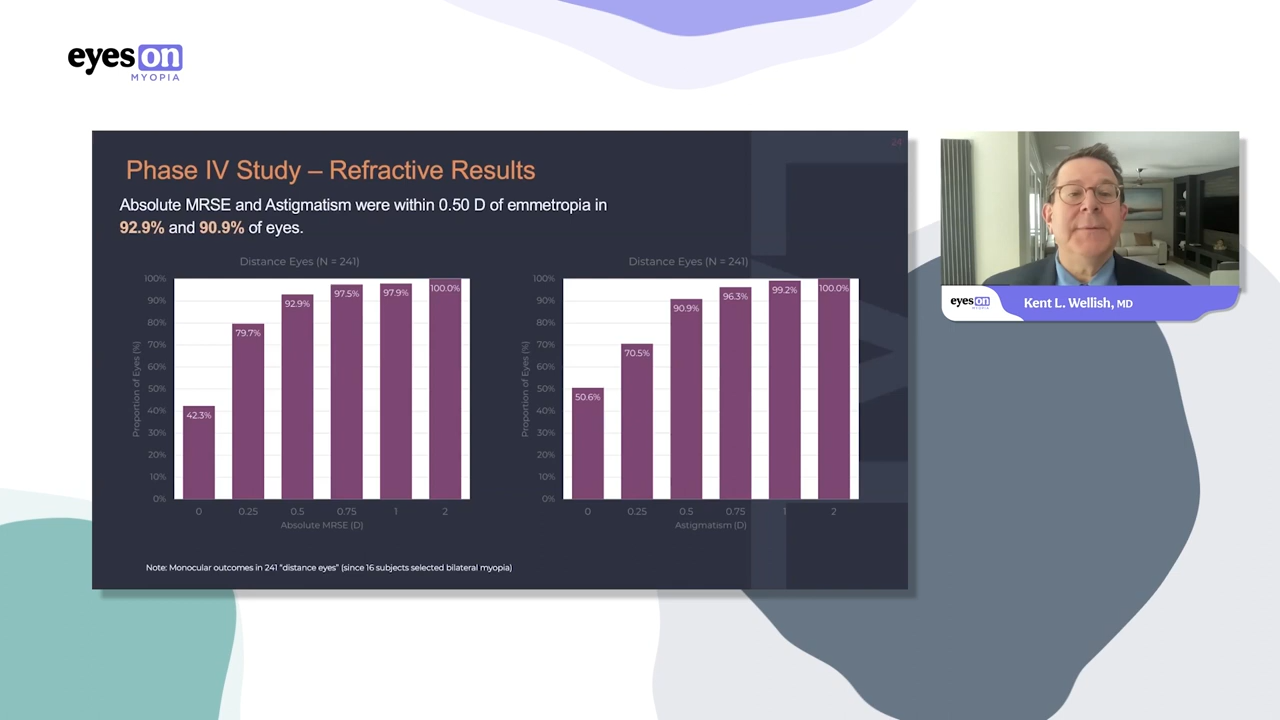 eyes on
MYOPIA
24
Phase IV Study – Refractive Results
Absolute MRSE and Astigmatism were within 0.50 D of emmetropia in
92.9% and 90.9% of eyes.
Distance Eyes (N = 241)
100%
90%
80%
70%
60%
50%
40%
30%
20%
10%
0%
Proportion of Eyes (%)
42.3%
79.7%
92.9%
97.5%
97.9%
100.0%
0 0.25 0.5 0.75 1 2
Absolute MRSE (D)
Distance Eyes (N = 241)
100%
90%
80%
70%
60%
50%
40%
30%
20%
10%
0%
Proportion of Eyes (%)
50.6%
70.5%
90.9%
96.3%
99.2%
100.0%
0 0.25 0.5 0.75 1 2
Astigmatism (D)
Note: Monocular outcomes in 241 "distance eyes" (since 16 subjects selected bilateral myopia)
eyes on
MYOPIA
Kent L. Wellish, MD